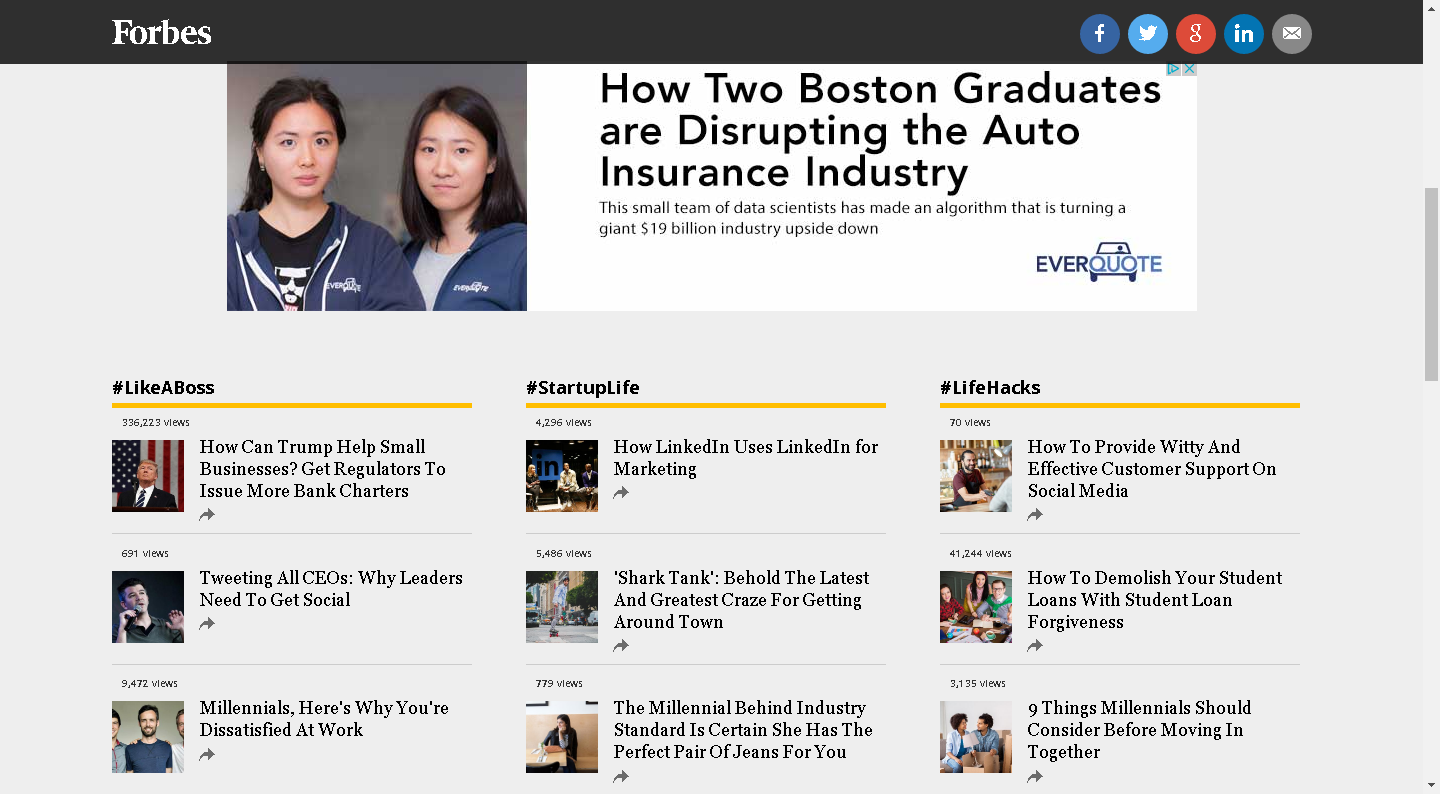 Forbes
How Two Boston Graduates
are Disrupting the Auto
Insurance Industry
This small team of data scientists has made an algorithm that is turning a
giant $19 billion industry upside down
EVERQUOTE
EVERQUOTE
EVERQUOTE
#LikeABoss
336,223 views
How Can Trump Help Small
Businesses? Get Regulators To
Issue More Bank Charters
691 views
Tweeting All CEOs: Why Leaders
Need To Get Social
9,472 views
Millennials, Here's Why You're
Dissatisfied At Work
#StartupLife
4,296 views
in
How LinkedIn Uses LinkedIn for
Marketing
5,486 views
'Shark Tank': Behold The Latest
And Greatest Craze For Getting
Around Town
779 views
The Millennial Behind Industry
Standard Is Certain She Has The
Perfect Pair Of Jeans For You
#LifeHacks
70 views
How To Provide Witty And
Effective Customer Support On
Social Media
41,244 views
How To Demolish Your Student
Loans With Student Loan
Forgiveness
3,135 views
9 Things Millennials Should
Consider Before Moving In
Together